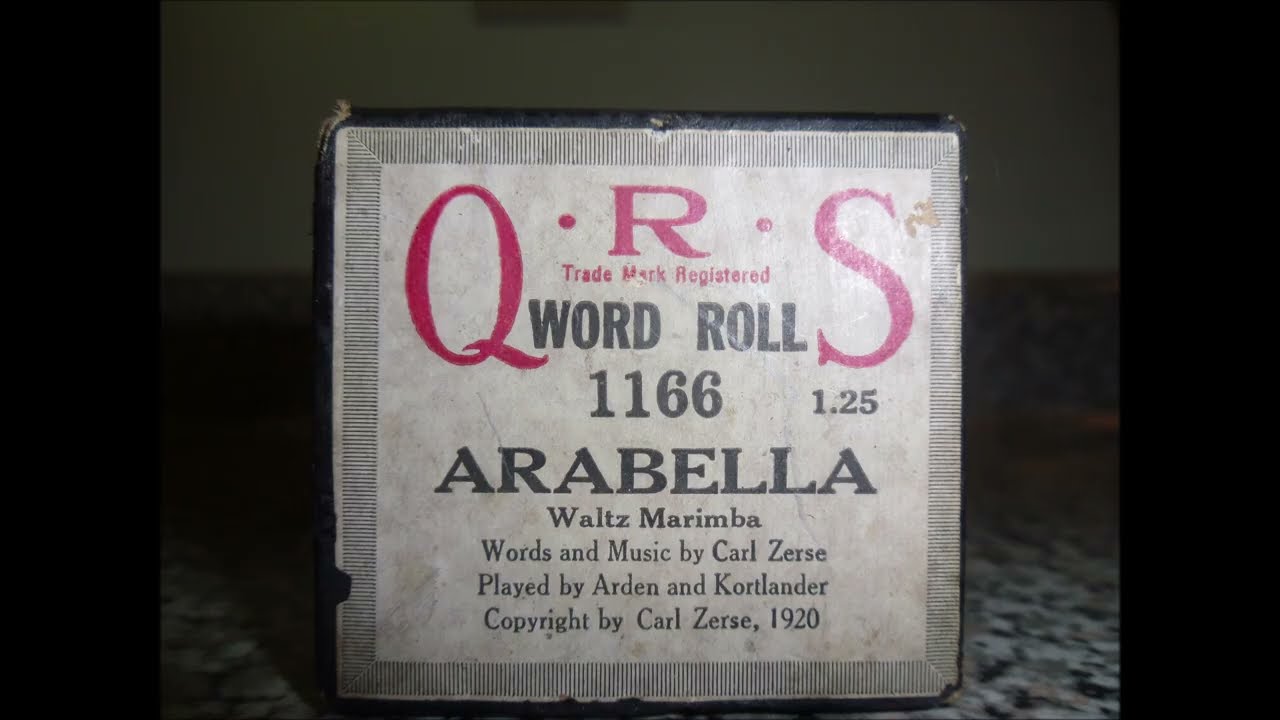 Q·R·S
Trade Mark Registered
WORD ROLL
1166 1.25
ARABELLA
Waltz Marimba
Words and Music by Carl Zerse
Played by Arden and Kortlander
Copyright by Carl Zerse, 1920